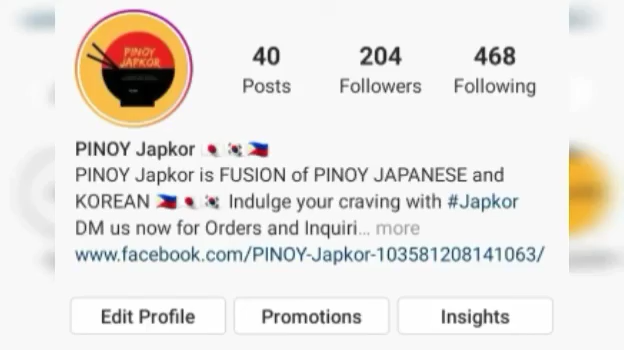 PINOY
JAPKOR
40
Posts
204
Followers
468
Following
PINOY Japkor 🇯🇵 🇰🇷 🇵🇭
PINOY Japkor is FUSION of PINOY JAPANESE and
KOREAN 🇵🇭 🇯🇵 🇰🇷 Indulge your craving with #Japkor
DM us now for Orders and Inquiri… more
www.facebook.com/PINOY-Japkor-103581208141063/
Edit Profile
Promotions
Insights